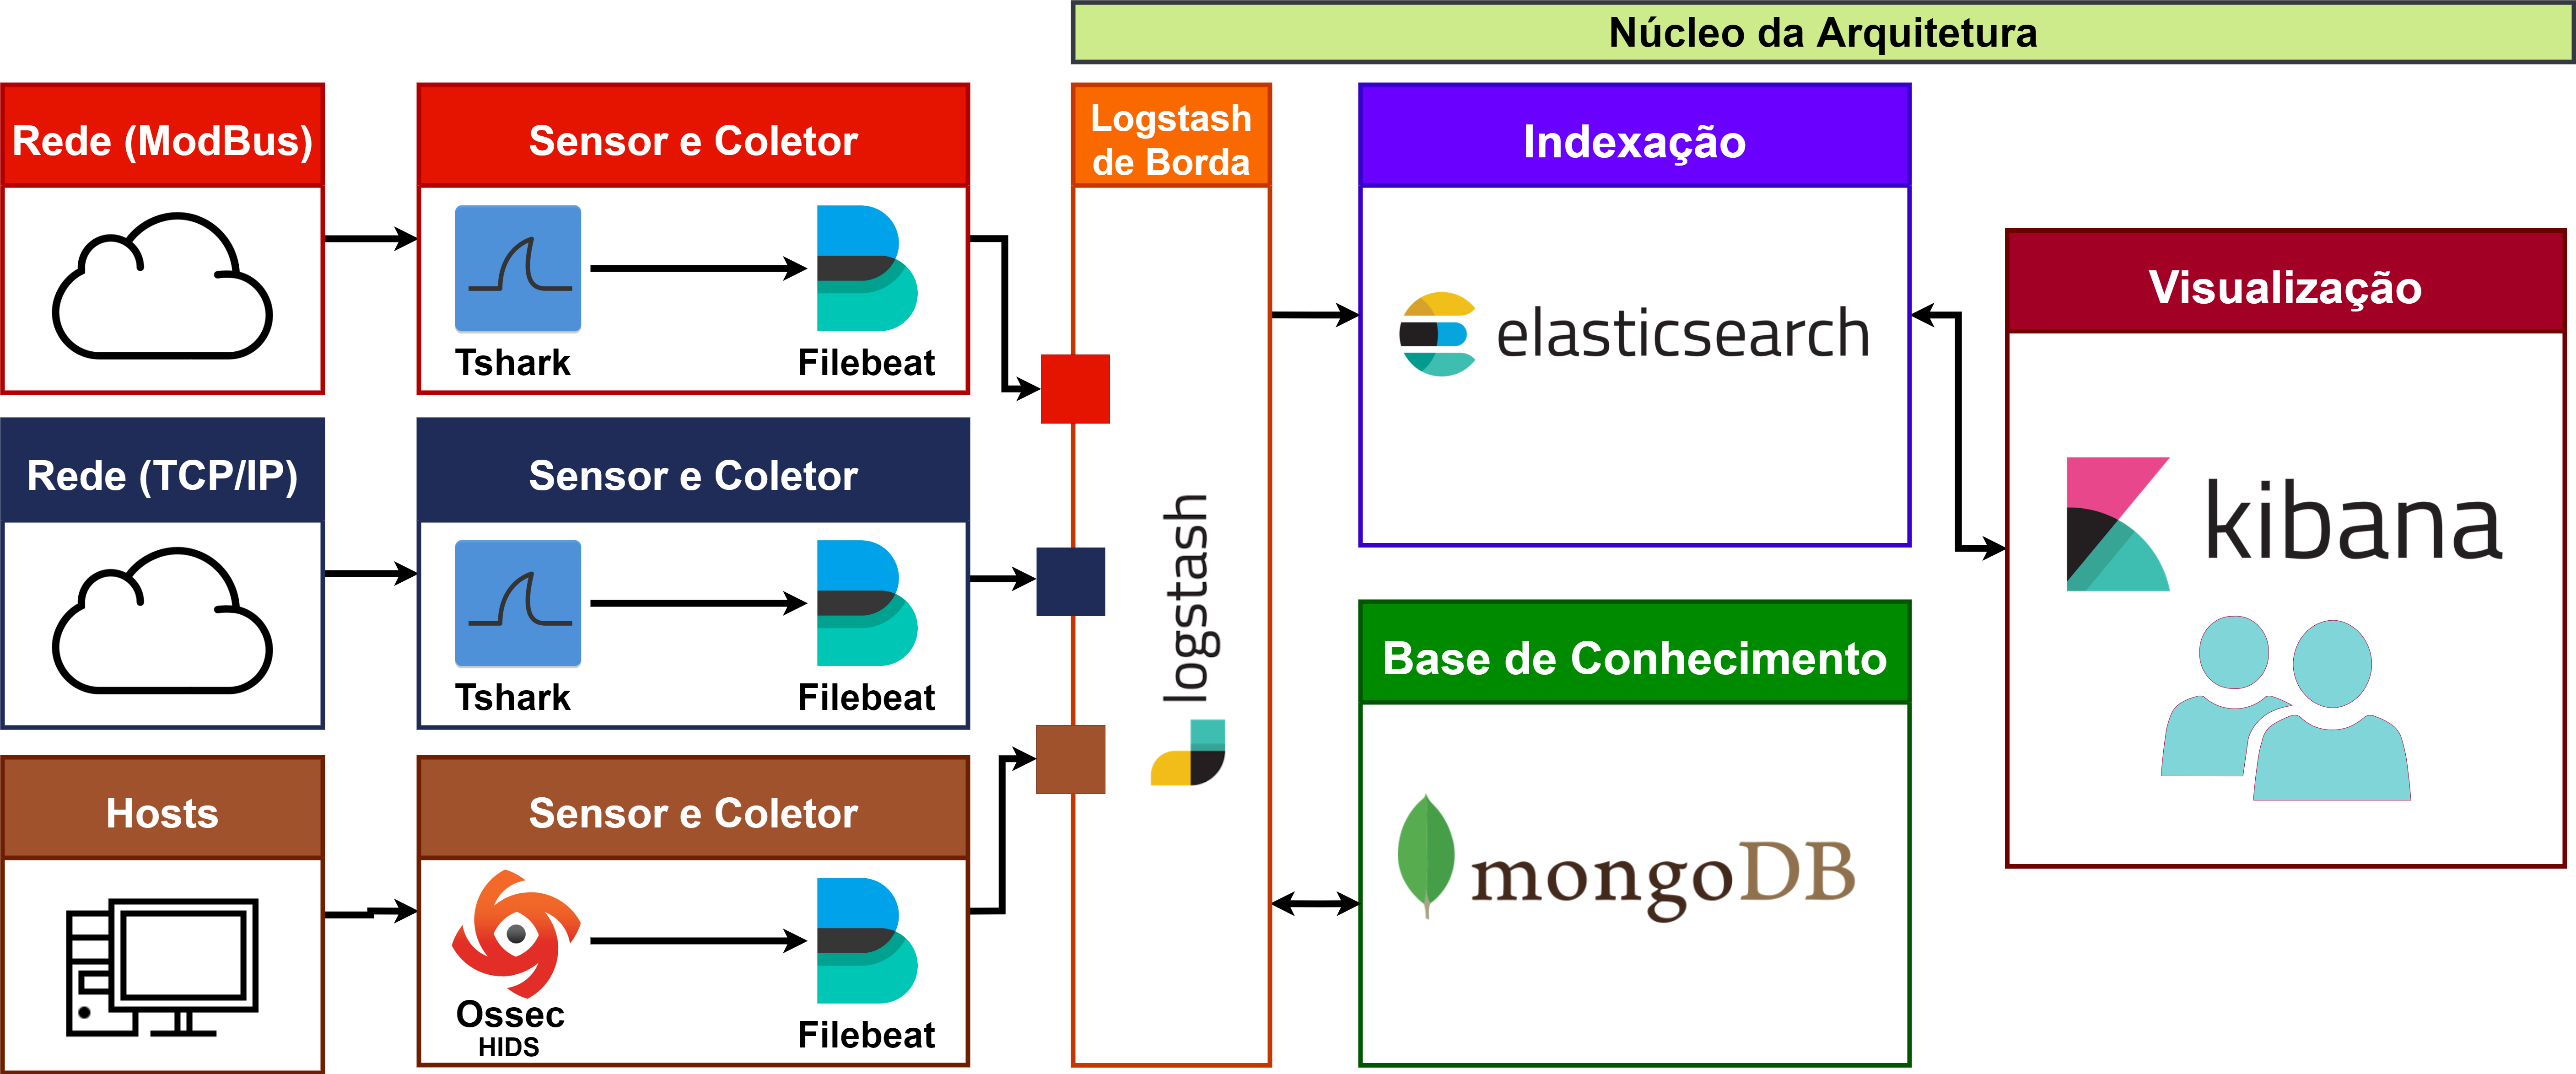 Núcleo da Arquitetura
Rede (ModBus)
Sensor e Coletor
Tshark
Filebeat
Rede (TCP/IP)
Sensor e Coletor
Tshark
Filebeat
Hosts
Sensor e Coletor
Ossec
HIDS
Filebeat
Logstash
de Borda
logstash
Indexação
elasticsearch
Base de Conhecimento
mongoDB
Visualização
kibana